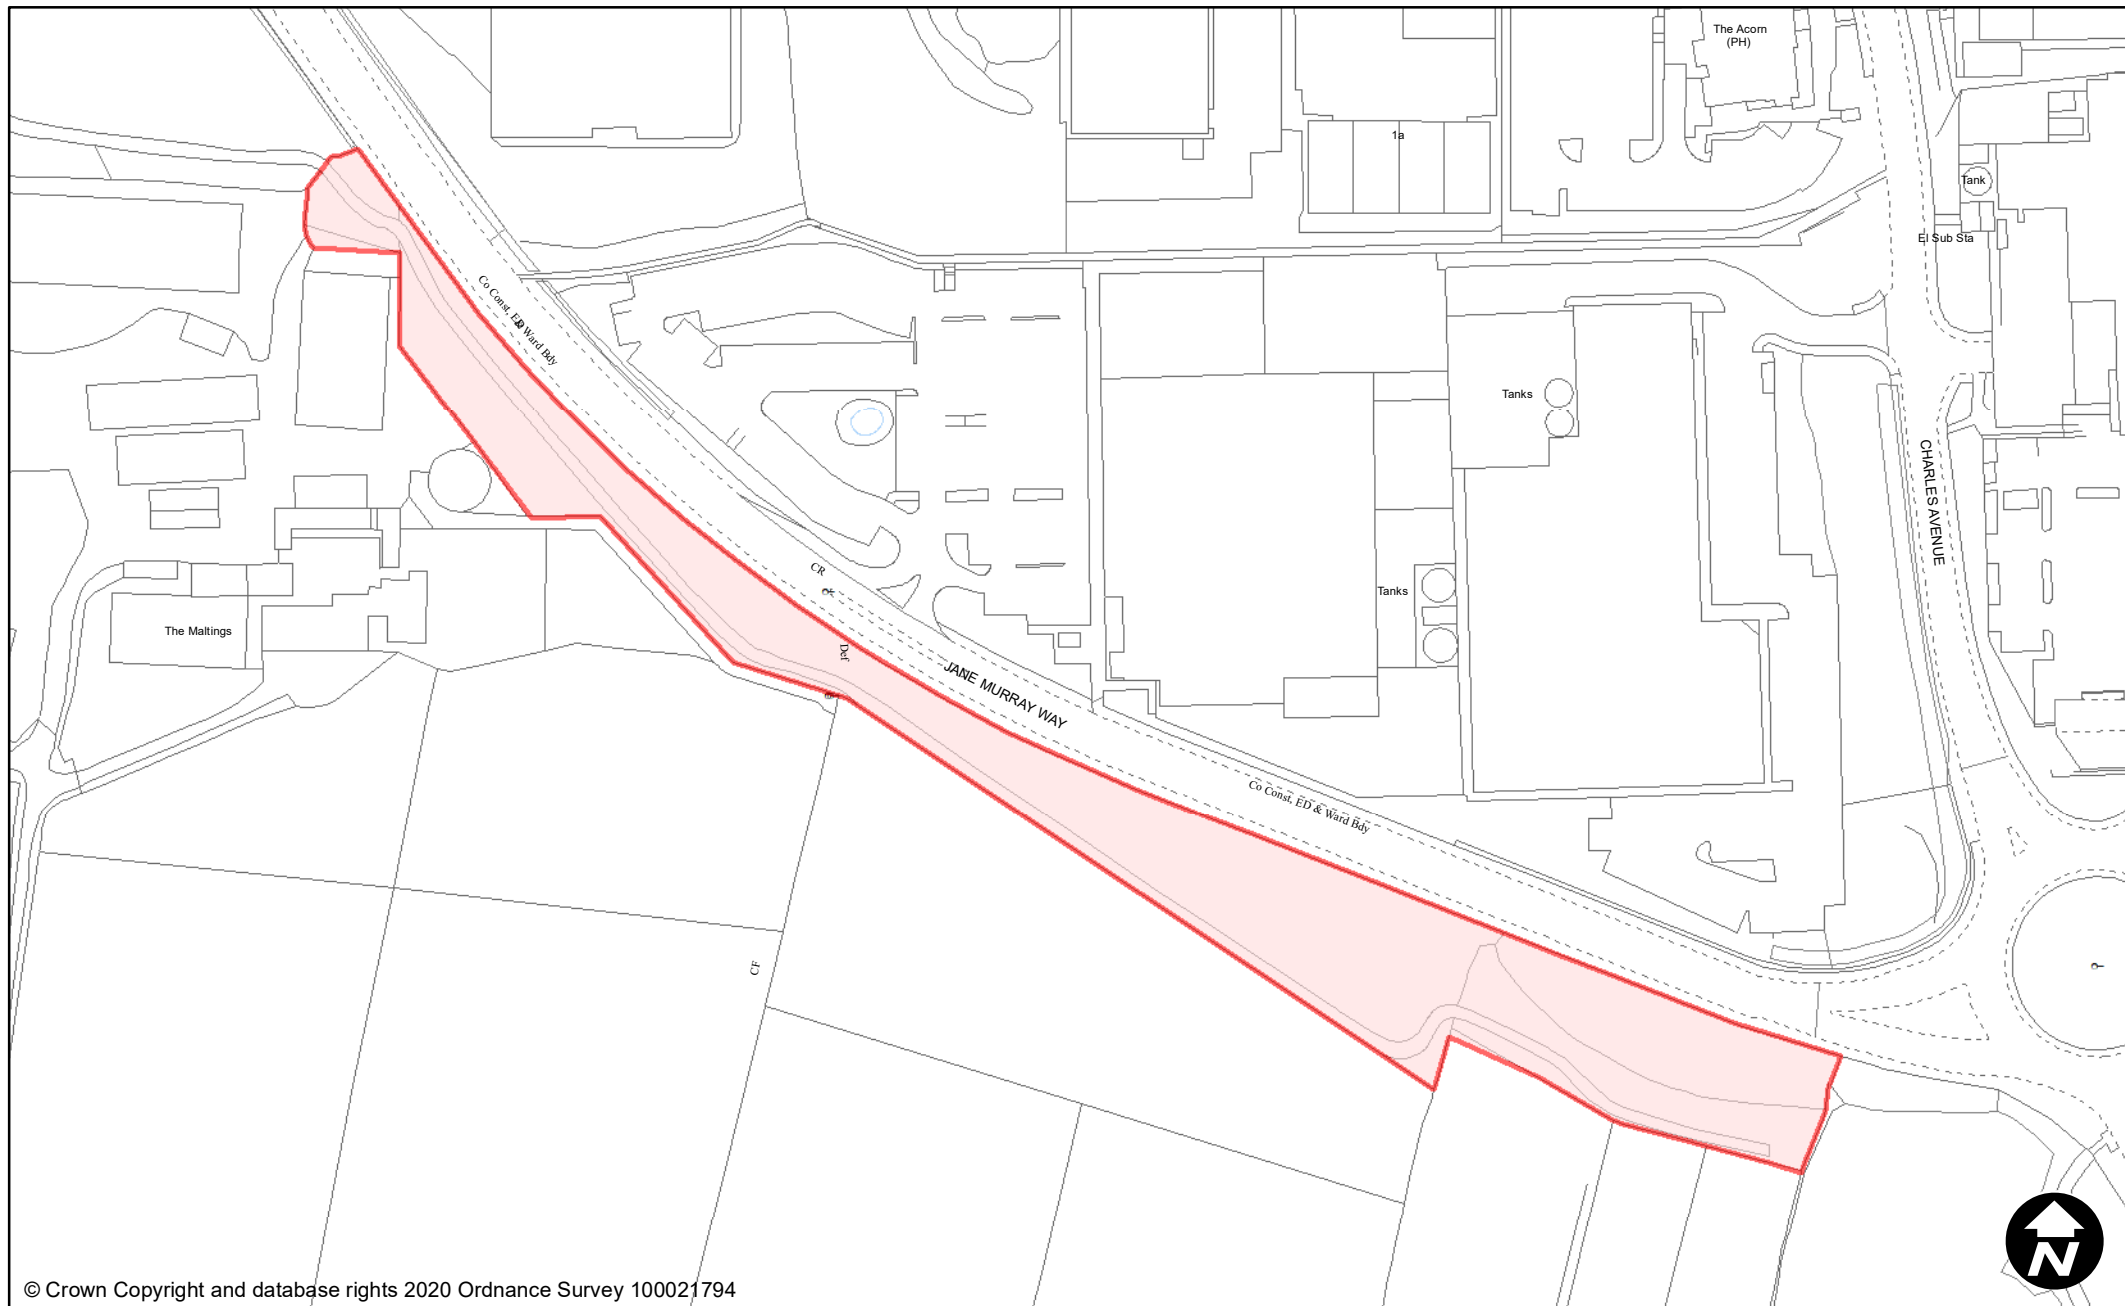 The Acorn
(PH)
1a
Tank
El Sub Sta
Co Const, ED & Ward Bdy
Tanks
CHARLES AVENUE
CR
Tanks
The Maltings
Def
JANE MURRAY WAY
Co Const, ED & Ward Bdy
CF
N
© Crown Copyright and database rights 2020 Ordnance Survey 100021794